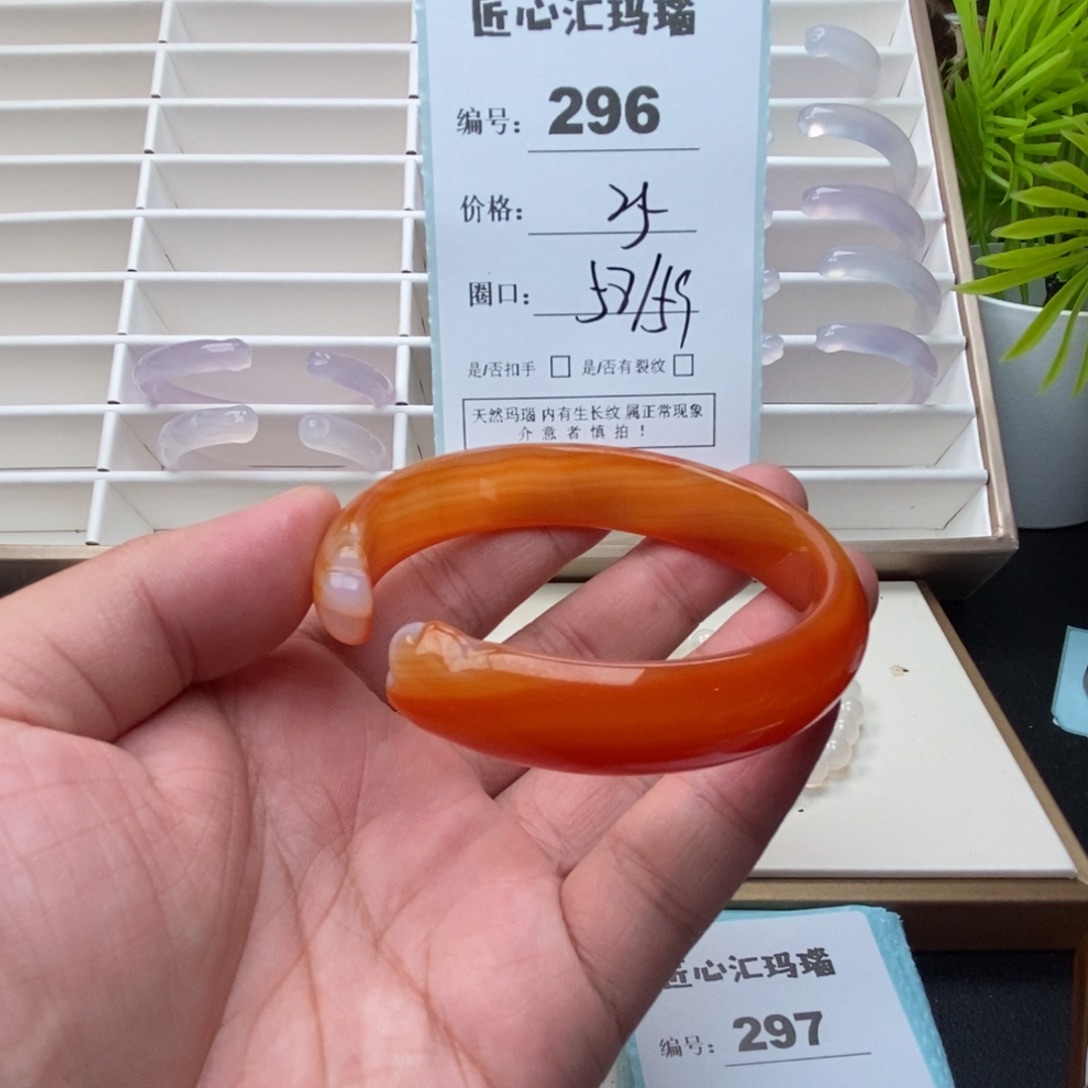 匠心汇玛瑙
编号: 296
价格:
圈口: 57/59
是/否扣手 □ 是/否有裂纹 □
天然玛瑙 内有生长纹 属正常现象
介意者慎拍!
匠心汇玛瑙
编号: 297